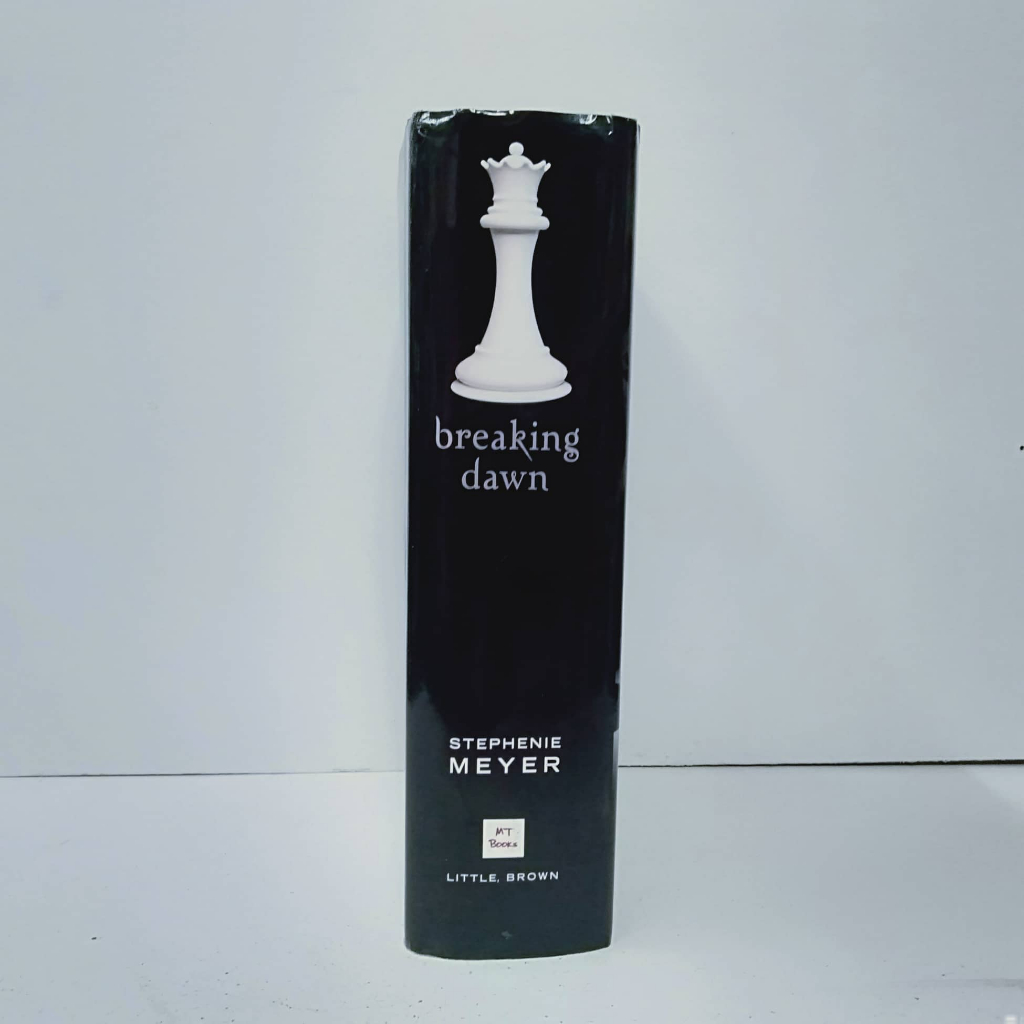 breaking
dawn
STEPHENIE
MEYER
MT
Books
LITTLE, BROWN